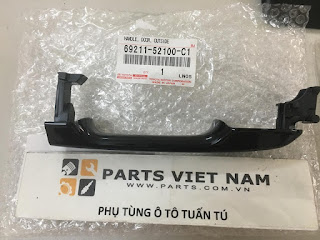 HANDLE, DOOR, OUTSIDE
69211-52100-C1
1
PARTS VIET NAM
WWW.PARTS.COM.VN
PHỤ TÙNG Ô TÔ TUẤN TÚ